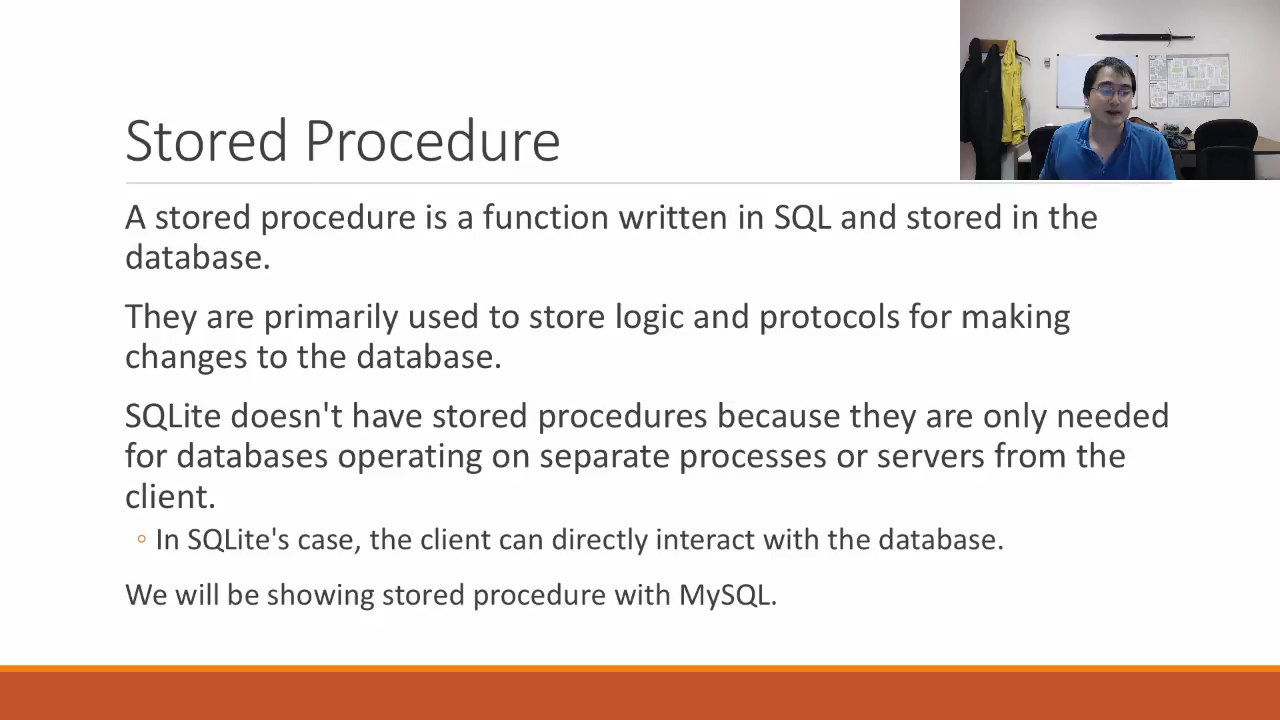 Stored Procedure
A stored procedure is a function written in SQL and stored in the
database.
They are primarily used to store logic and protocols for making
changes to the database.
SQLite doesn't have stored procedures because they are only needed
for databases operating on separate processes or servers from the
client.
◦ In SQLite's case, the client can directly interact with the database.
We will be showing stored procedure with MySQL.